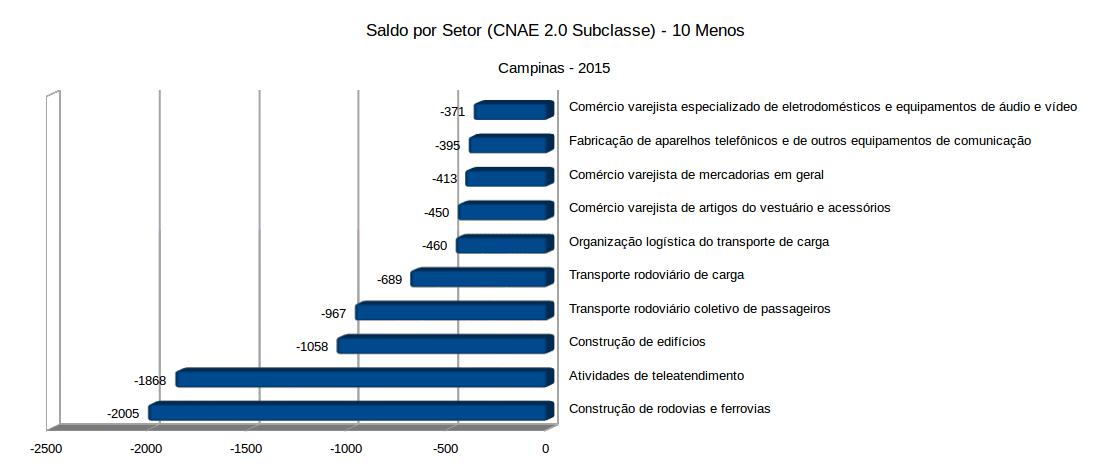 Saldo por Setor (CNAE 2.0 Subclasse) - 10 Menos
Campinas - 2015
-371 Comércio varejista especializado de eletrodomésticos e equipamentos de áudio e vídeo
-395 Fabricação de aparelhos telefônicos e de outros equipamentos de comunicação
-413 Comércio varejista de mercadorias em geral
-450 Comércio varejista de artigos do vestuário e acessórios
-460 Organização logística do transporte de carga
-689 Transporte rodoviário de carga
-967 Transporte rodoviário coletivo de passageiros
-1058 Construção de edifícios
-1868 Atividades de teleatendimento
-2005 Construção de rodovias e ferrovias
-2500 -2000 -1500 -1000 -500 0